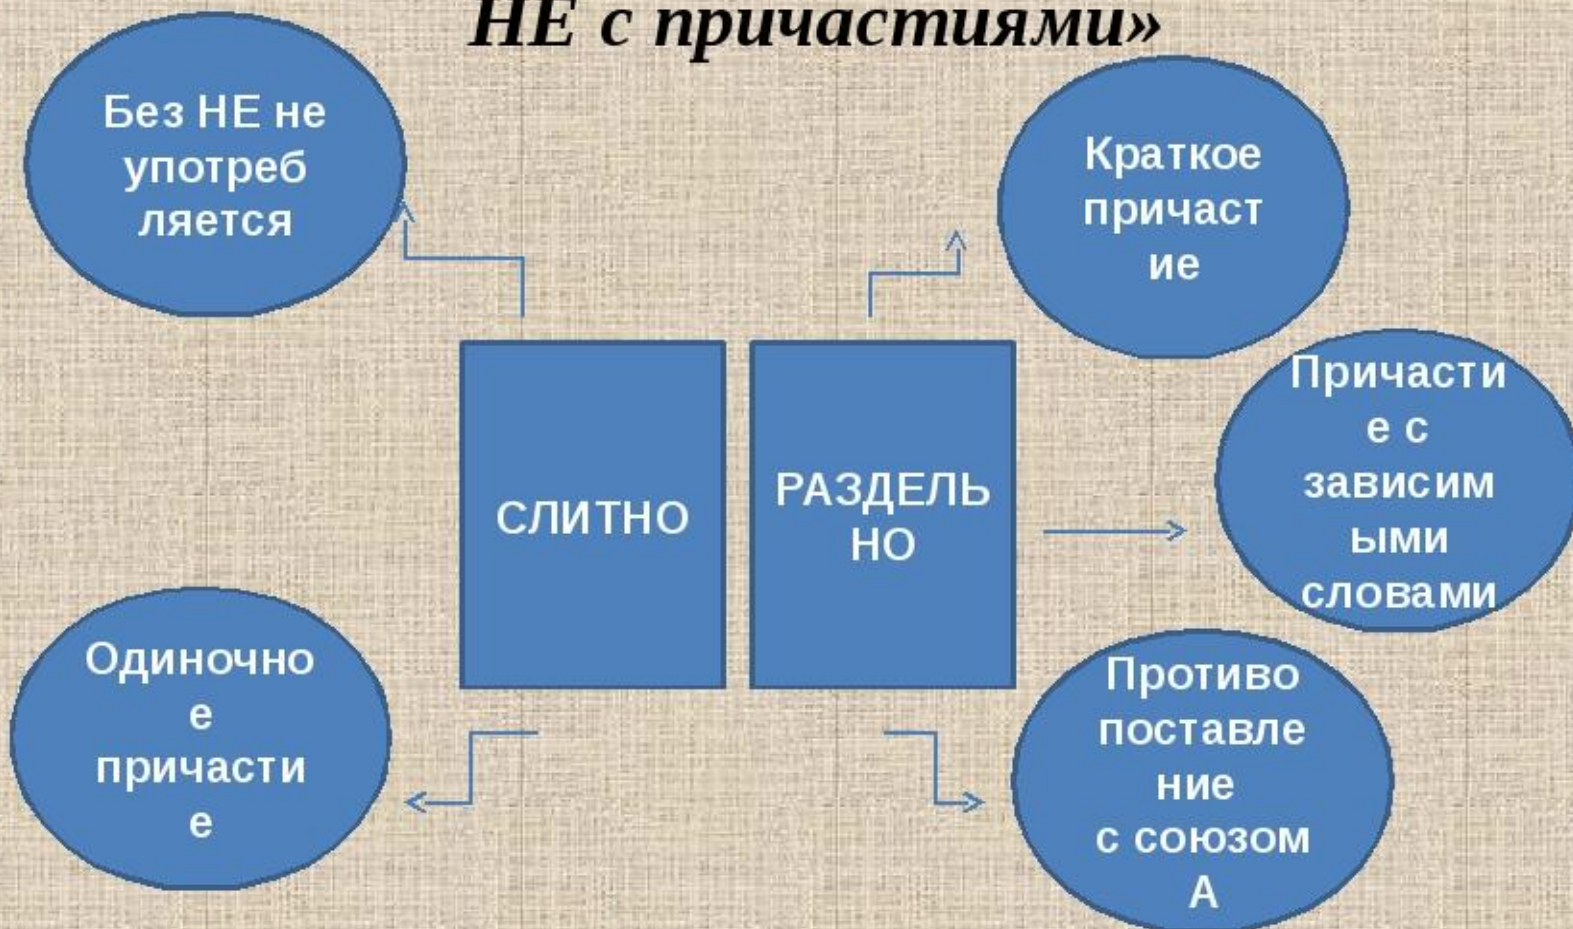 НЕ с причастиями»
Без НЕ не
употреб
ляется
Краткое
причаст
ие
Причасти
е с
зависим
ыми
словами
СЛИТНО
РАЗДЕЛЬ
НО
Одиночно
е
причасти
е
Противо
поставле
ние
с союзом
А